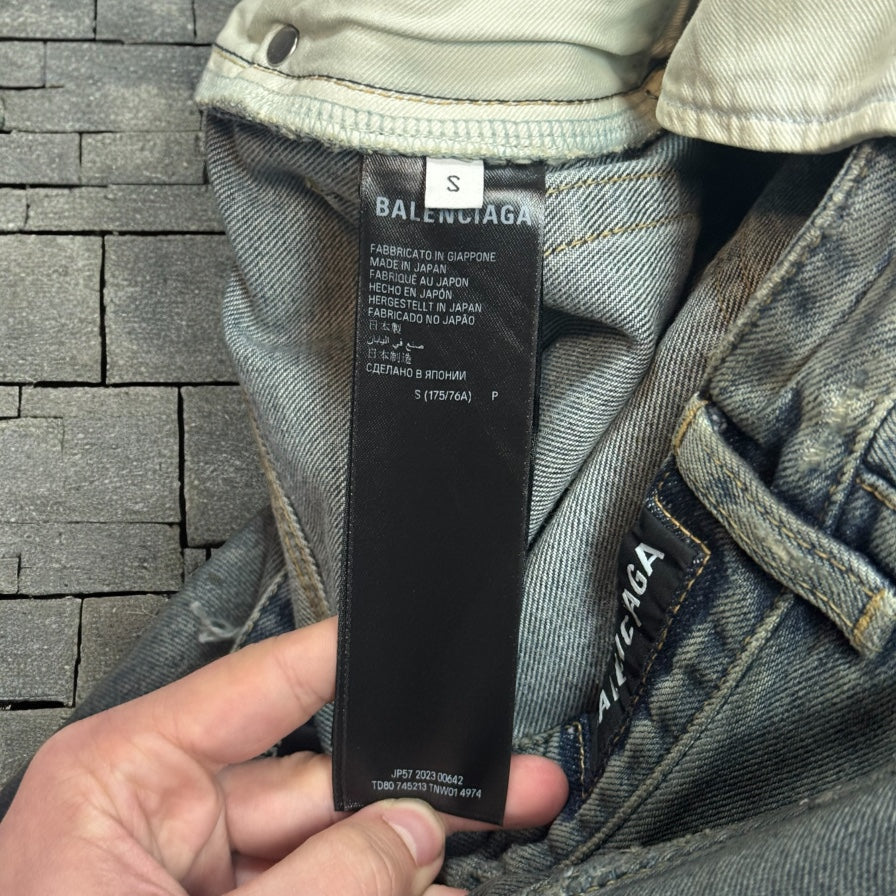 S
BALENCIAGA
FABBRICATO IN GIAPPONE
MADE IN JAPAN
FABRIQUÉ AU JAPON
HECHO EN JAPÓN
HERGESTELLT IN JAPAN
FABRICADO NO JAPÃO
日本製
صنع في اليابان
日本制造
СДЕЛАНО В ЯПОНИИ
S (175/76A) P
JP57 2023 00642
TD80 745213 TNW01 4974
ALENCIAGA